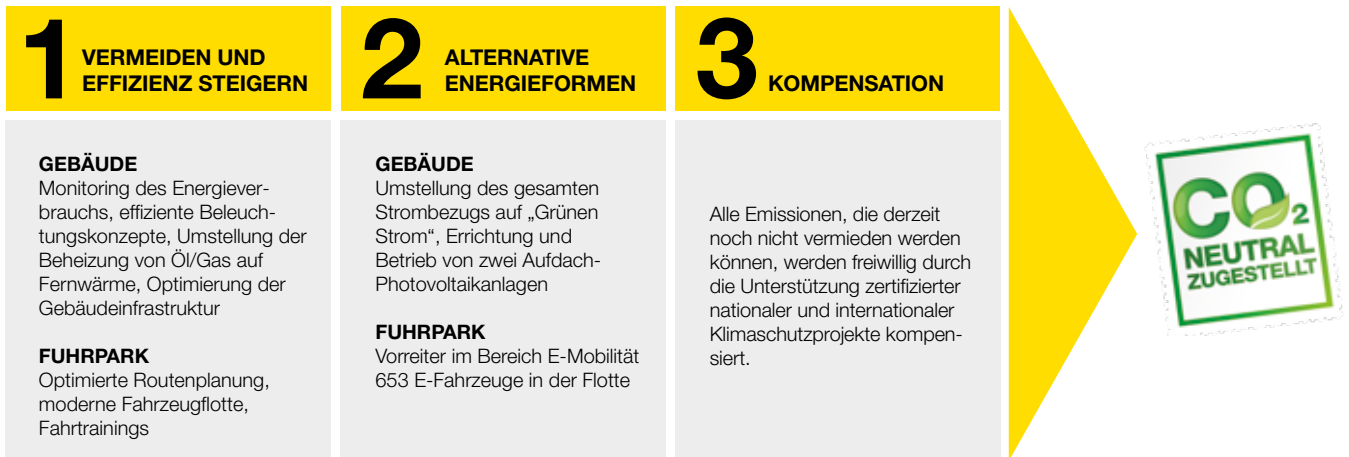 1 VERMEIDEN UND
EFFIZIENZ STEIGERN
GEBÄUDE
Monitoring des Energiever-
brauchs, effiziente Beleuch-
tungskonzepte, Umstellung der
Beheizung von Öl/Gas auf
Fernwärme, Optimierung der
Gebäudeinfrastruktur
FUHRPARK
Optimierte Routenplanung,
moderne Fahrzeugflotte,
Fahrtrainings
2 ALTERNATIVE
ENERGIEFORMEN
GEBÄUDE
Umstellung des gesamten
Strombezugs auf „Grünen
Strom“, Errichtung und
Betrieb von zwei Aufdach-
Photovoltaikanlagen
FUHRPARK
Vorreiter im Bereich E-Mobilität
653 E-Fahrzeuge in der Flotte
3 KOMPENSATION
Alle Emissionen, die derzeit
noch nicht vermieden werden
können, werden freiwillig durch
die Unterstützung zertifizierter
nationaler und internationaler
Klimaschutzprojekte kompen-
siert.
CO2
NEUTRAL
ZUGESTELLT